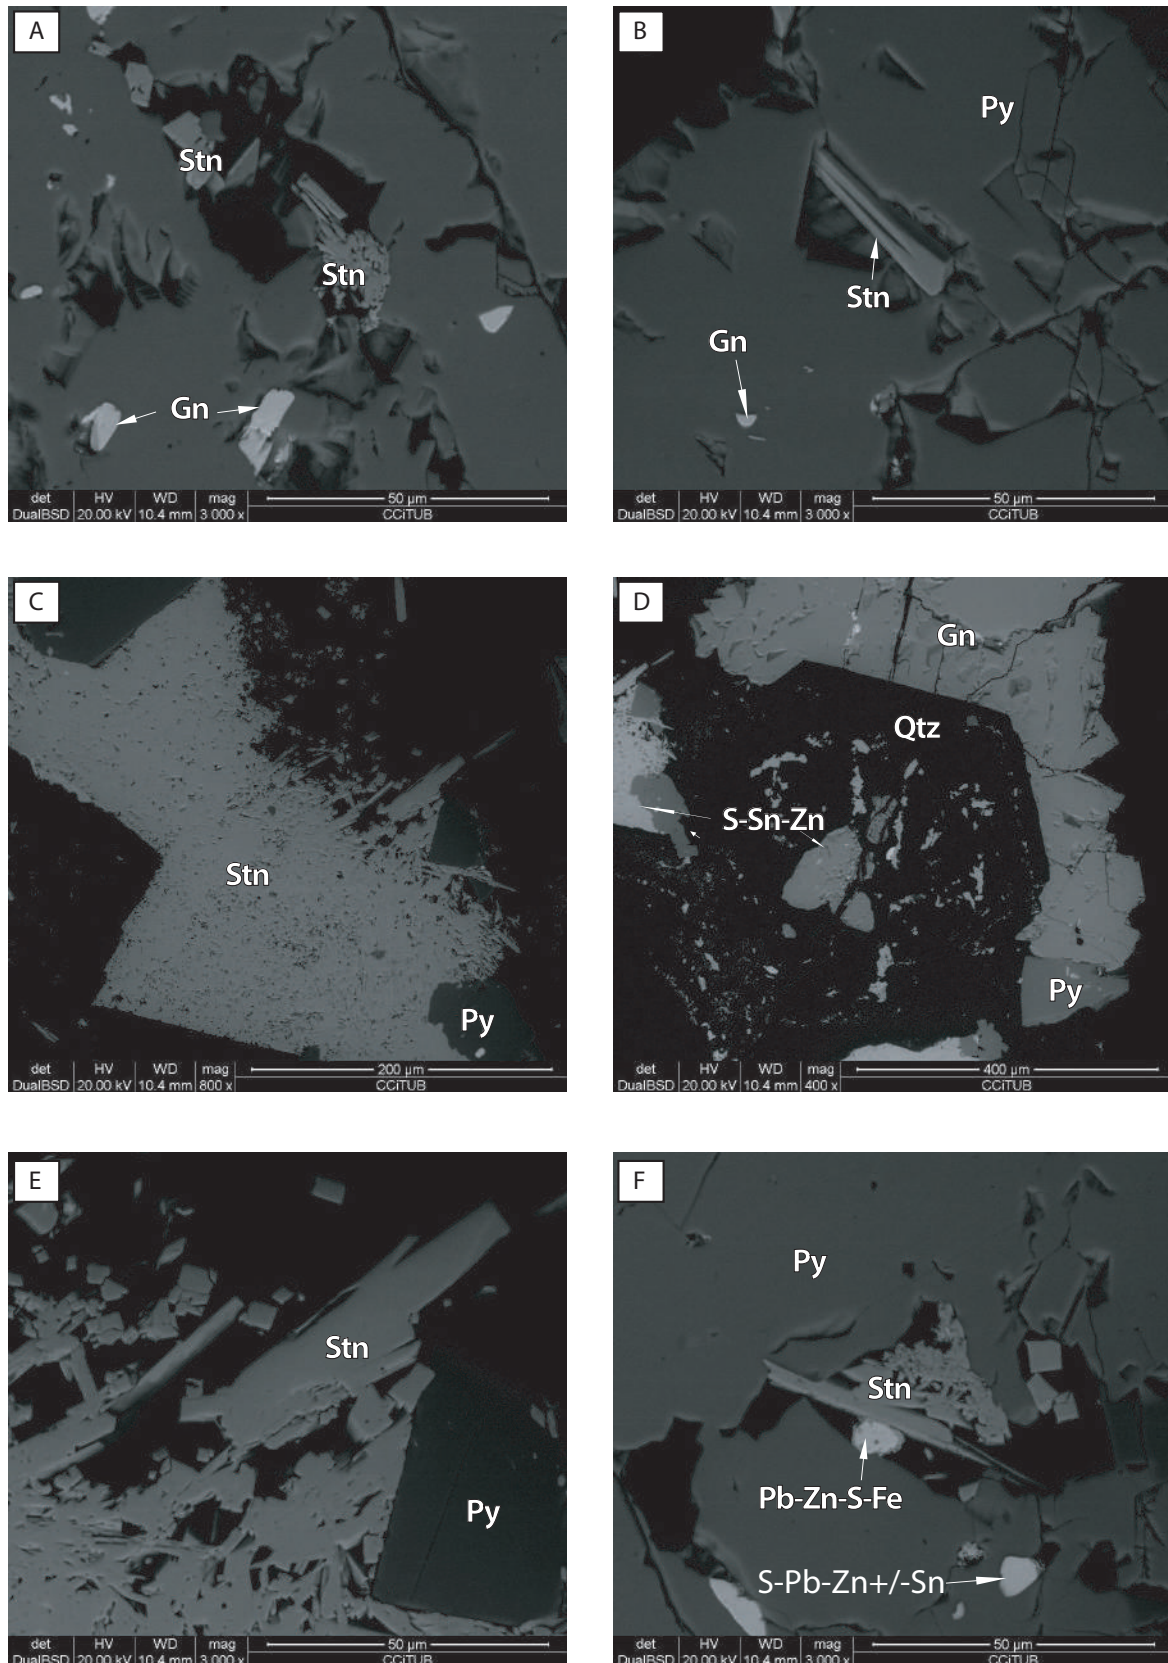 A
Stn
Stn
Gn
det HV WD mag 50 µm
DualBSD 20.00 kV 10.4 mm 3 000 x CCiTUB
B
Py
Stn
Gn
det HV WD mag 50 µm
DualBSD 20.00 kV 10.4 mm 3 000 x CCiTUB
C
Stn
Py
det HV WD mag 200 µm
DualBSD 20.00 kV 10.4 mm 800 x CCiTUB
D
Gn
Qtz
S-Sn-Zn
Py
det HV WD mag 400 µm
DualBSD 20.00 kV 10.4 mm 400 x CCiTUB
E
Stn
Py
det HV WD mag 50 µm
DualBSD 20.00 kV 10.4 mm 3 000 x CCiTUB
F
Py
Stn
Pb-Zn-S-Fe
S-Pb-Zn+/-Sn
det HV WD mag 50 µm
DualBSD 20.00 kV 10.4 mm 3 000 x CCiTUB